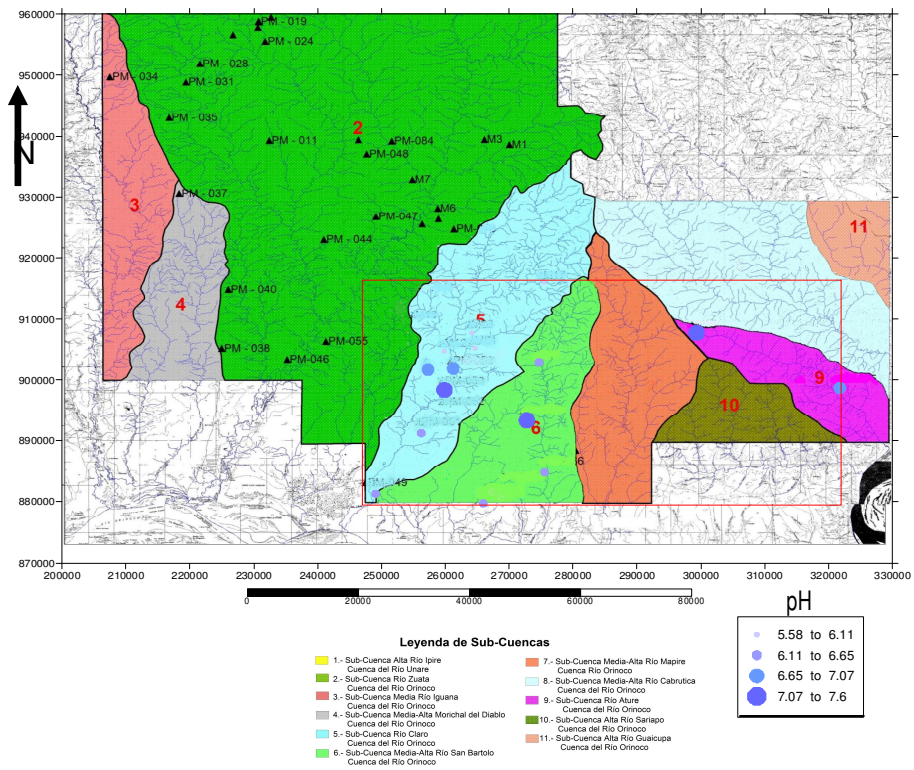 960000
PM - 019
PM - 024
PM - 028
950000
PM - 034
PM - 031
PM - 035
940000
N
PM - 011
2
PM-084
M3
M1
PM-048
930000
PM - 037
M7
3
PM-047
M6
11
920000
PM - 044
PM-
4
PM - 040
910000
5
PM - 038
PM-055
PM-046
900000
9
10
890000
6
6
880000
PM-049
870000
200000 210000 220000 230000 240000 250000 260000 270000 280000 290000 300000 310000 320000 330000
0 20000 40000 60000 80000
pH
5.58 to 6.11
6.11 to 6.65
6.65 to 7.07
7.07 to 7.6
Leyenda de Sub-Cuencas
1.- Sub-Cuenca Alta Río Ipire
Cuenca del Río Unare
2.- Sub-Cuenca Río Zuata
Cuenca del Río Orinoco
3.- Sub-Cuenca Media Río Iguana
Cuenca del Río Orinoco
4.- Sub-Cuenca Media-Alta Morichal del Diablo
Cuenca del Río Orinoco
5.- Sub-Cuenca Río Claro
Cuenca del Río Orinoco
6.- Sub-Cuenca Media-Alta Río San Bartolo
Cuenca del Río Orinoco
7.- Sub-Cuenca Media-Alta Río Mapire
Cuenca Río Orinoco
8.- Sub-Cuenca Media-Alta Río Cabrutica
Cuenca del Río Orinoco
9.- Sub-Cuenca Río Ature
Cuenca del Río Orinoco
10.- Sub-Cuenca Alta Río Sariapo
Cuenca del Río Orinoco
11.- Sub-Cuenca Alta Río Guaicupa
Cuenca del Río Orinoco